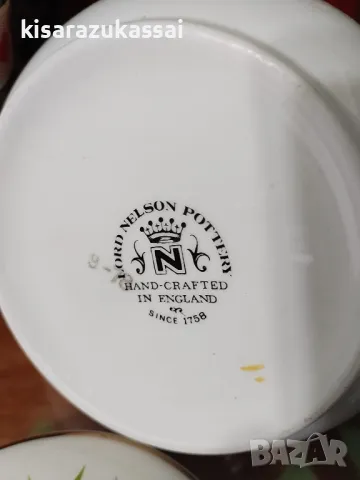 kisarazukassai
LORD NELSON POTTERY
N
HAND-CRAFTED
IN ENGLAND
SINCE 1758
BAZAR